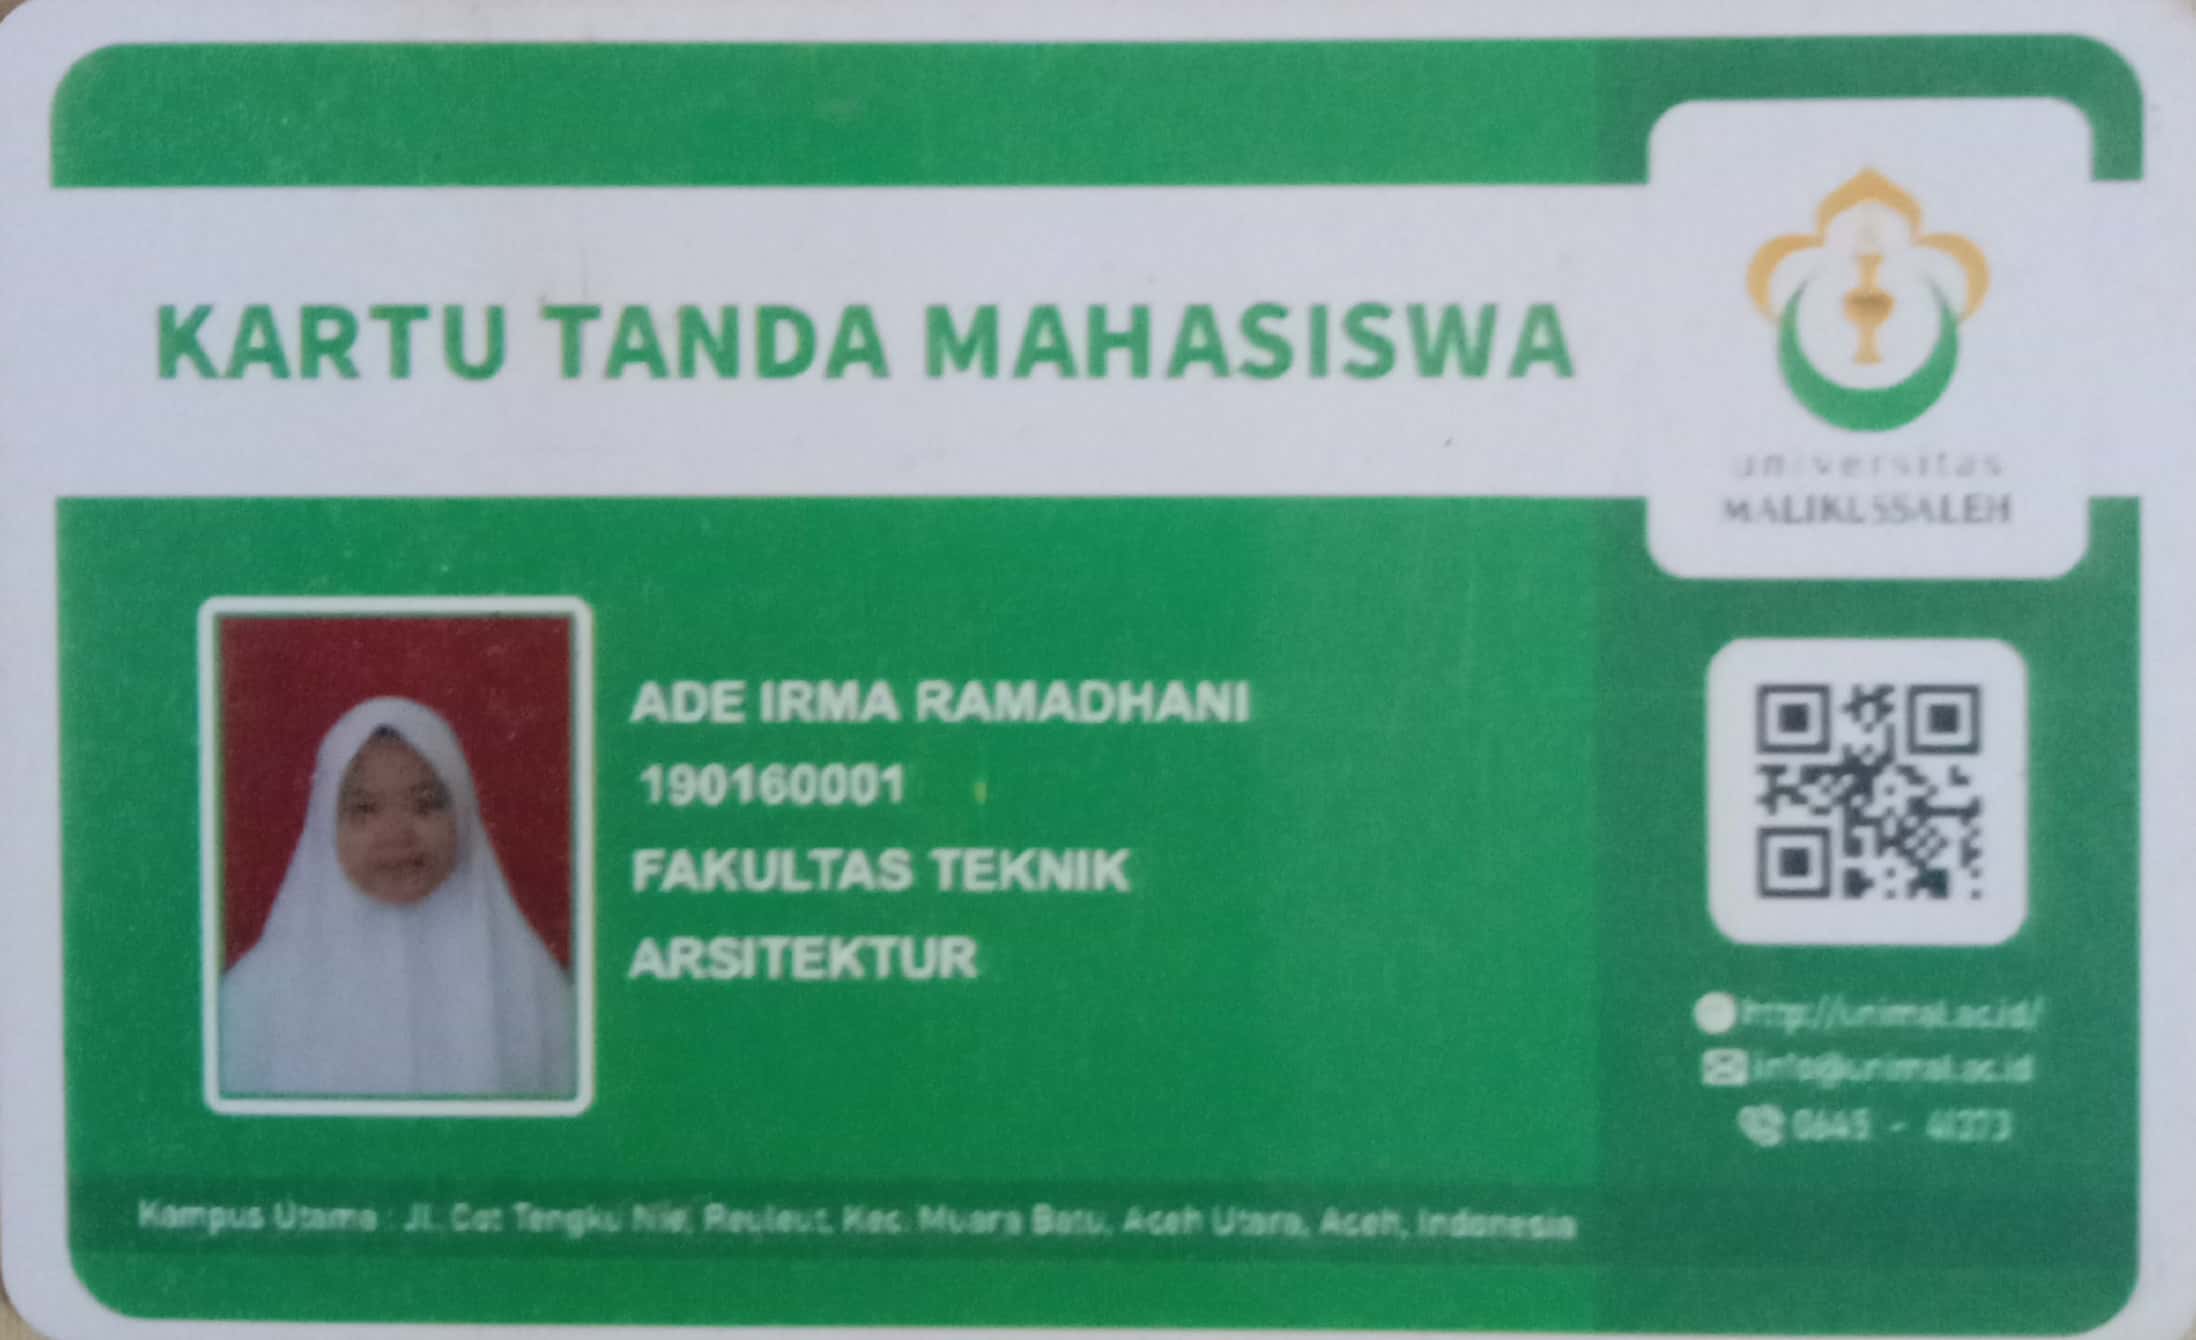 KARTU TANDA MAHASISWA
universitas
MALIKUSSALEH
ADE IRMA RAMADHANI
190160001
FAKULTAS TEKNIK
ARSITEKTUR
http://unimal.ac.id/
info@unimal.ac.id
0645 - 41373
Kampus Utama : Jl. Cot Tengku Nie, Reuleut, Kec. Muara Batu, Aceh Utara, Aceh, Indonesia